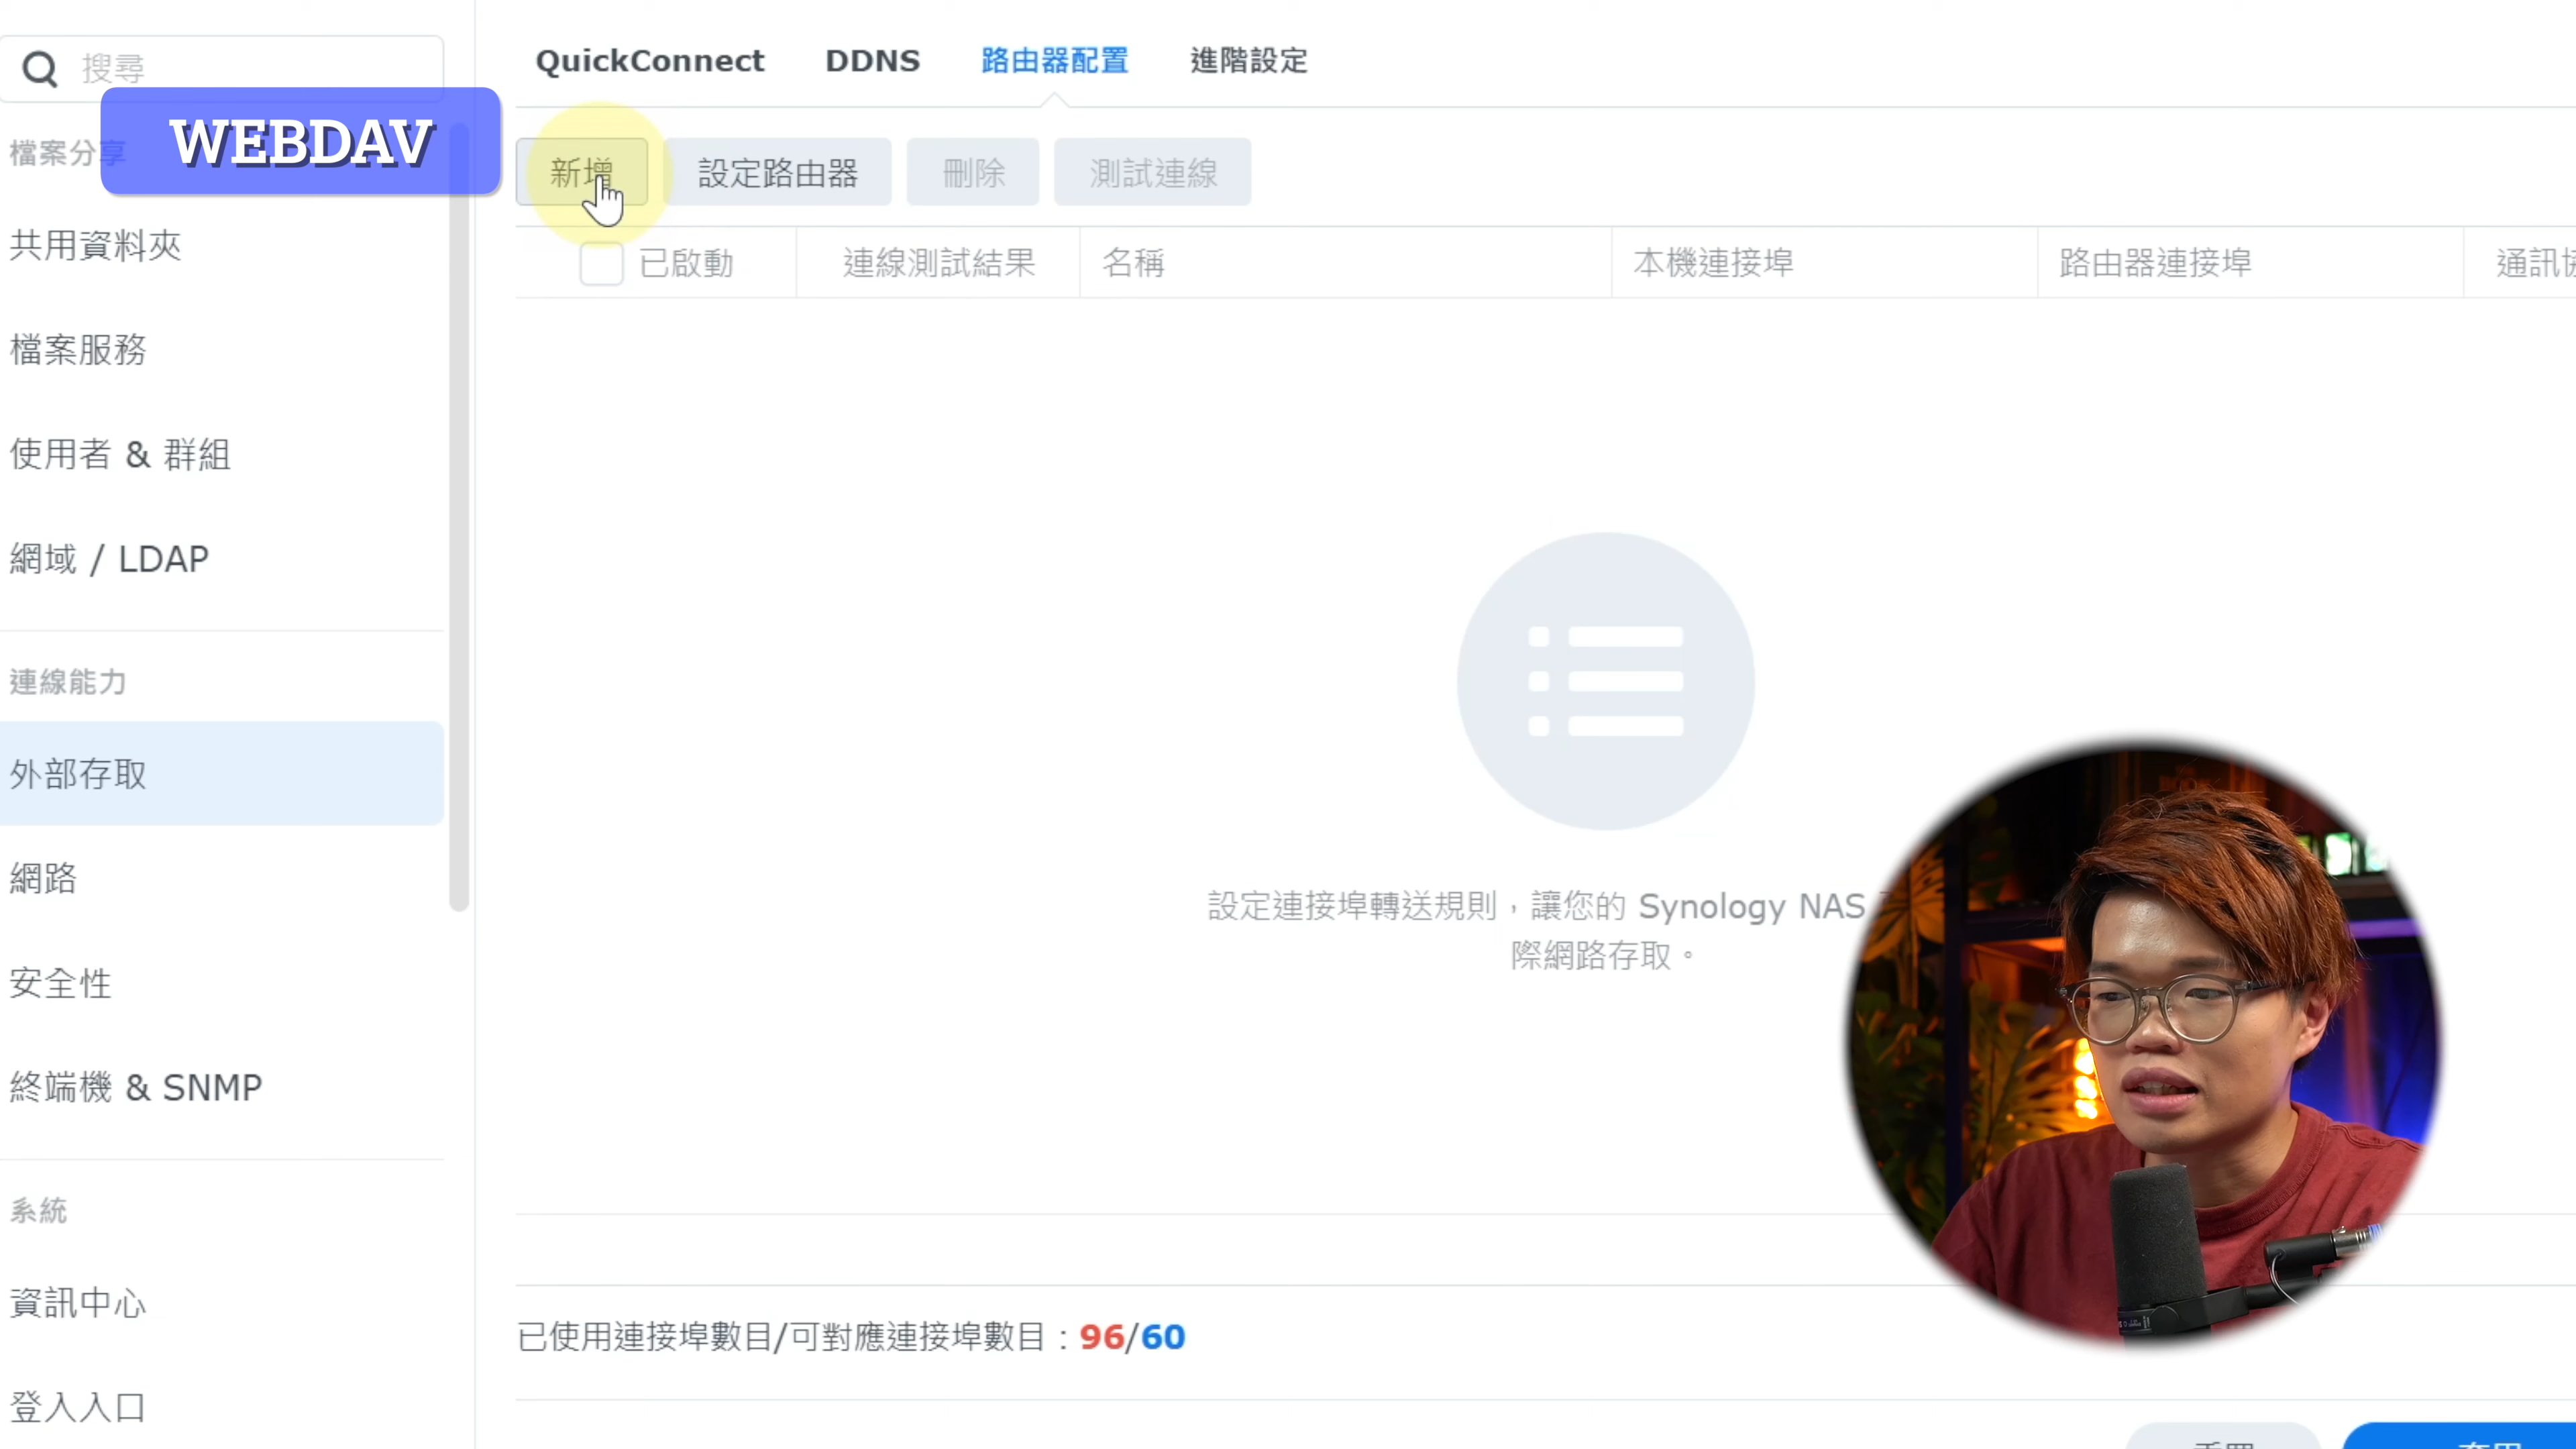 搜尋
WEBDAV
檔案分享
共用資料夾
檔案服務
使用者 & 群組
網域 / LDAP
連線能力
外部存取
網路
安全性
終端機 & SNMP
系統
資訊中心
登入入口
QuickConnect DDNS 路由器配置 進階設定
新增 設定路由器 刪除 測試連線
已啟動 連線測試結果 名稱 本機連接埠 路由器連接埠
設定連接埠轉送規則，讓您的 Synology NAS
際網路存取。
已使用連接埠數目/可對應連接埠數目：96/60